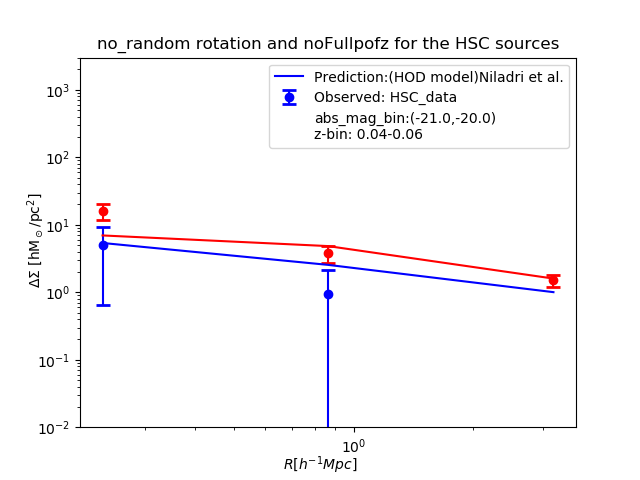 no_random rotation and noFullpofz for the HSC sources
Prediction:(HOD model)Niladri et al.
Observed: HSC_data
abs_mag_bin:(-21.0,-20.0)
z-bin: 0.04-0.06
10³
10²
10¹
10⁰
10⁻¹
10⁻²
ΔΣ [hM⊙/pc²]
10⁰
R[h⁻¹Mpc]